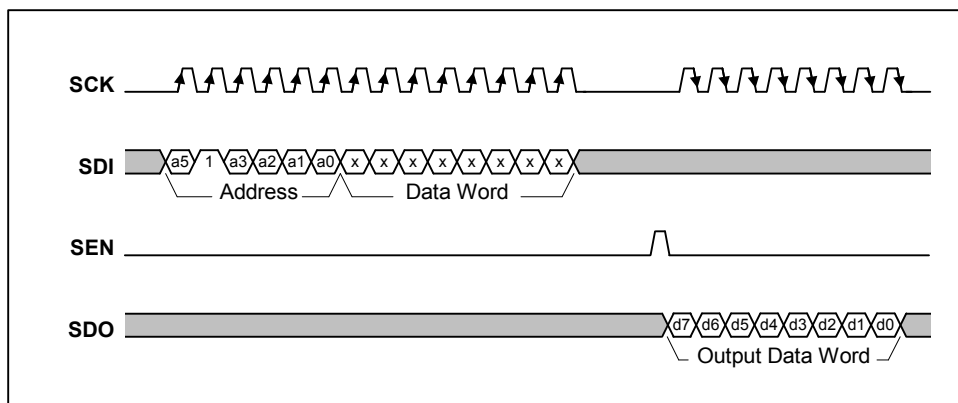 SCK
SDI a5 1 a3 a2 a1 a0 x x x x x x x x
Address Data Word
SEN
SDO d7 d6 d5 d4 d3 d2 d1 d0
Output Data Word